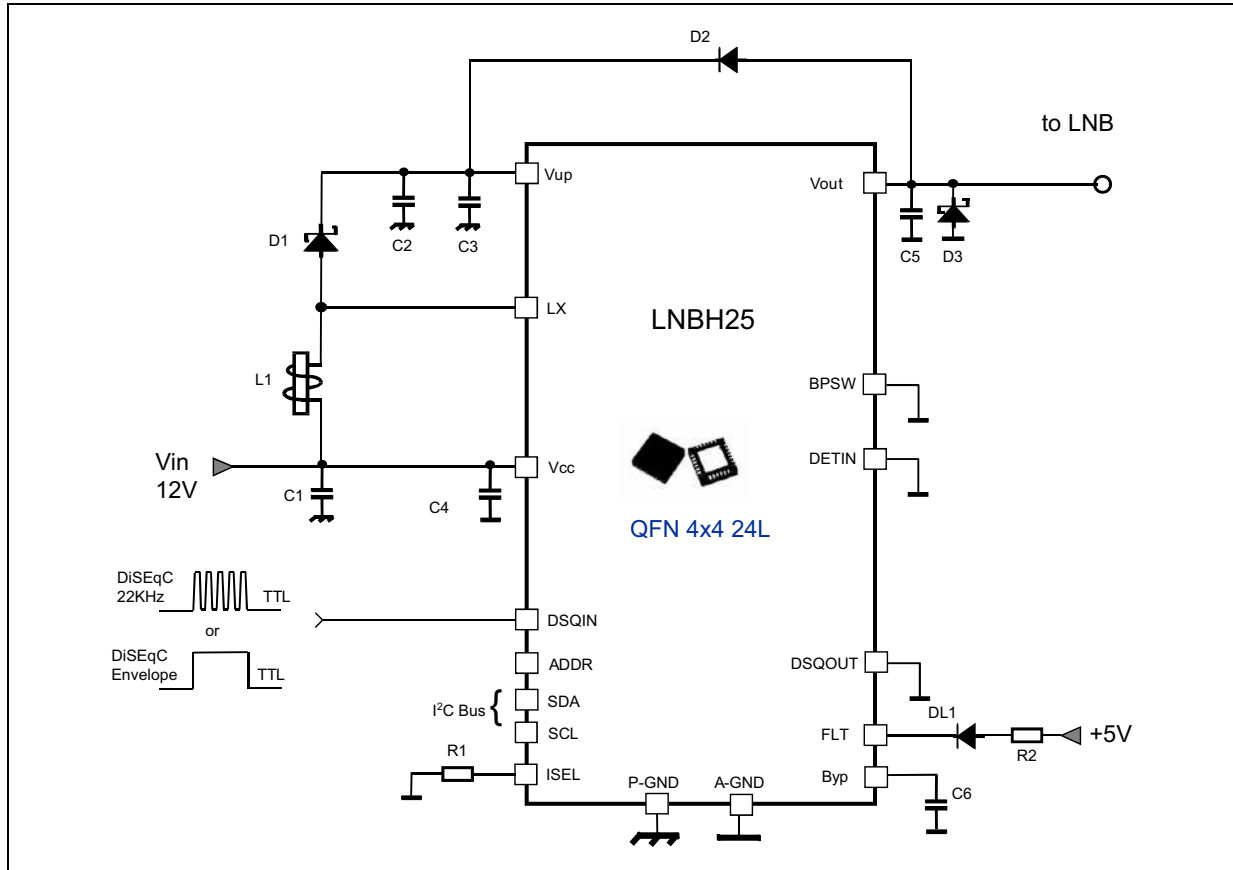 D2
to LNB
Vup
Vout
D1
C2
C3
C5
D3
LX
LNBH25
L1
BPSW
Vin
12V
Vcc
DETIN
C1
C4
QFN 4x4 24L
DiSEqC
22KHz
TTL
or
DSQIN
DiSEqC
Envelope
TTL
ADDR
DSQOUT
I²C Bus {
SDA
SCL
DL1
FLT
+5V
R2
R1
ISEL
P-GND
A-GND
Byp
C6